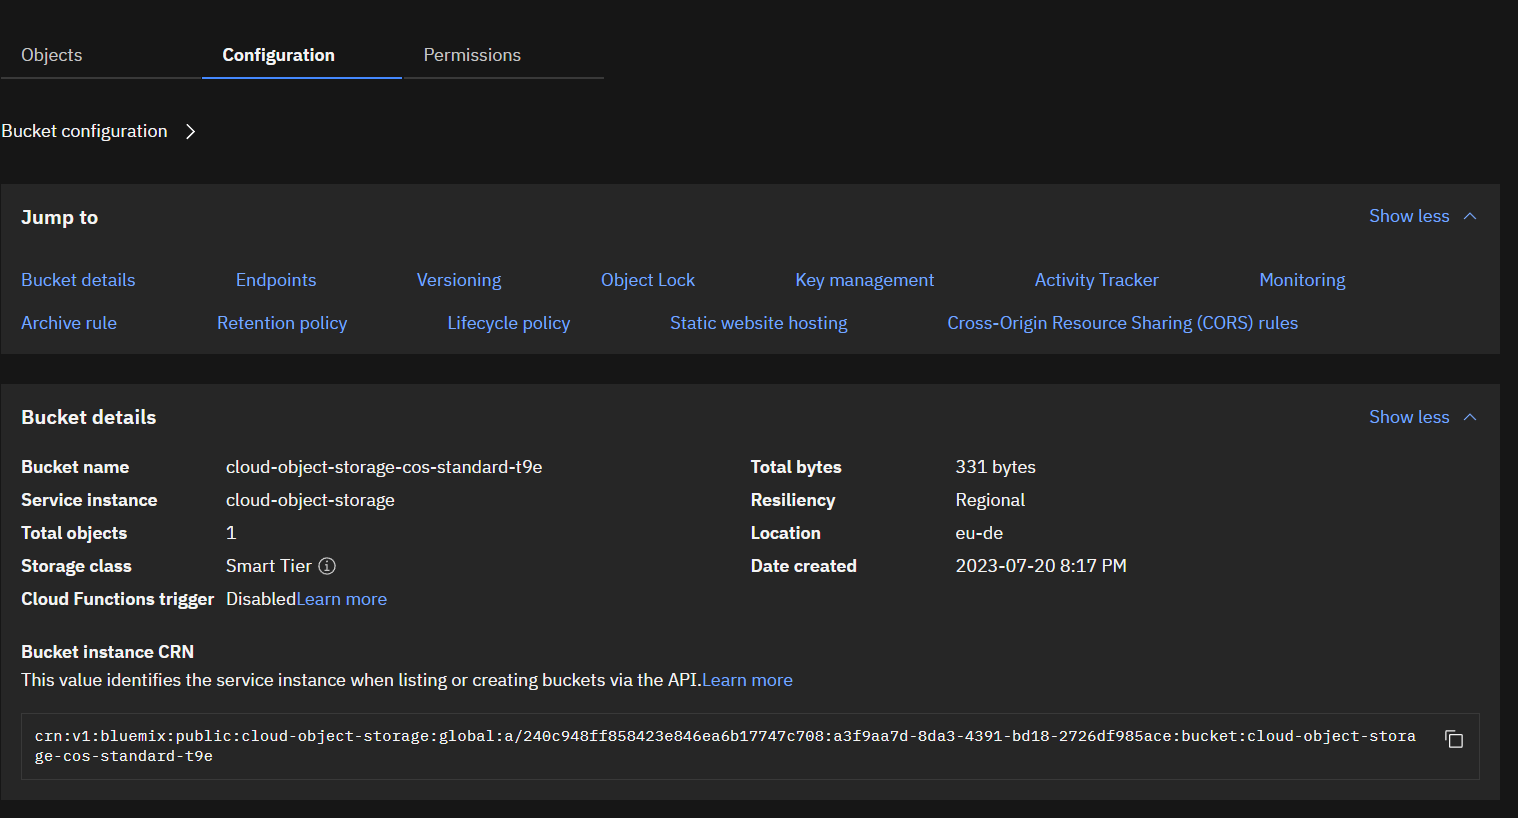 Objects Configuration Permissions
Bucket configuration
Jump to Show less
Bucket details Endpoints Versioning Object Lock Key management Activity Tracker Monitoring
Archive rule Retention policy Lifecycle policy Static website hosting Cross-Origin Resource Sharing (CORS) rules
Bucket details Show less
Bucket name cloud-object-storage-cos-standard-t9e Total bytes 331 bytes
Service instance cloud-object-storage Resiliency Regional
Total objects 1 Location eu-de
Storage class Smart Tier Date created 2023-07-20 8:17 PM
Cloud Functions trigger DisabledLearn more
Bucket instance CRN
This value identifies the service instance when listing or creating buckets via the API.Learn more
crn:v1:bluemix:public:cloud-object-storage:global:a/240c948ff858423e846ea6b17747c708:a3f9aa7d-8da3-4391-bd18-2726df985ace:bucket:cloud-object-stora
ge-cos-standard-t9e